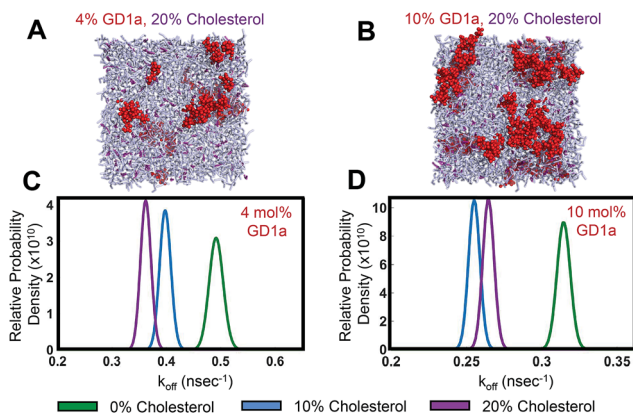 A
4% GD1a, 20% Cholesterol
B
10% GD1a, 20% Cholesterol
C
4 mol%
GD1a
Relative Probability
Density (x10¹⁰)
4
3
2
1
0
0.2 0.3 0.4 0.5 0.6
k_off (nsec⁻¹)
D
10 mol%
GD1a
Relative Probability
Density (x10¹⁰)
10
8
6
4
2
0
0.2 0.25 0.3 0.35
k_off (nsec⁻¹)
0% Cholesterol 10% Cholesterol 20% Cholesterol